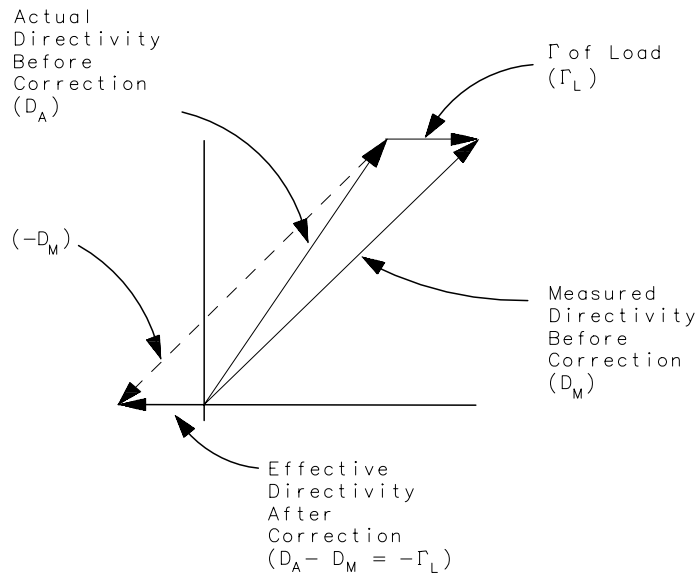 Actual
Directivity
Before
Correction
(D_A)
Γ of Load
(Γ_L)
(-D_M)
Measured
Directivity
Before
Correction
(D_M)
Effective
Directivity
After
Correction
(D_A- D_M = -Γ_L)